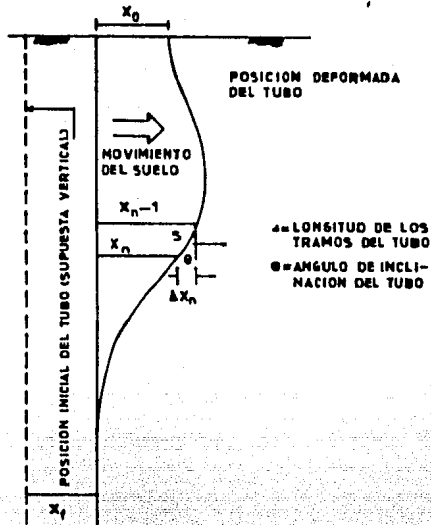 X₀
POSICION DEFORMADA
DEL TUBO
MOVIMIENTO
DEL SUELO
POSICION INICIAL DEL TUBO (SUPUESTA VERTICAL)
Xn-1
S
Xn
θ
ΔXn
Δ=LONGITUD DE LOS
TRAMOS DEL TUBO
θ=ANGULO DE INCLI-
NACION DEL TUBO
Xf